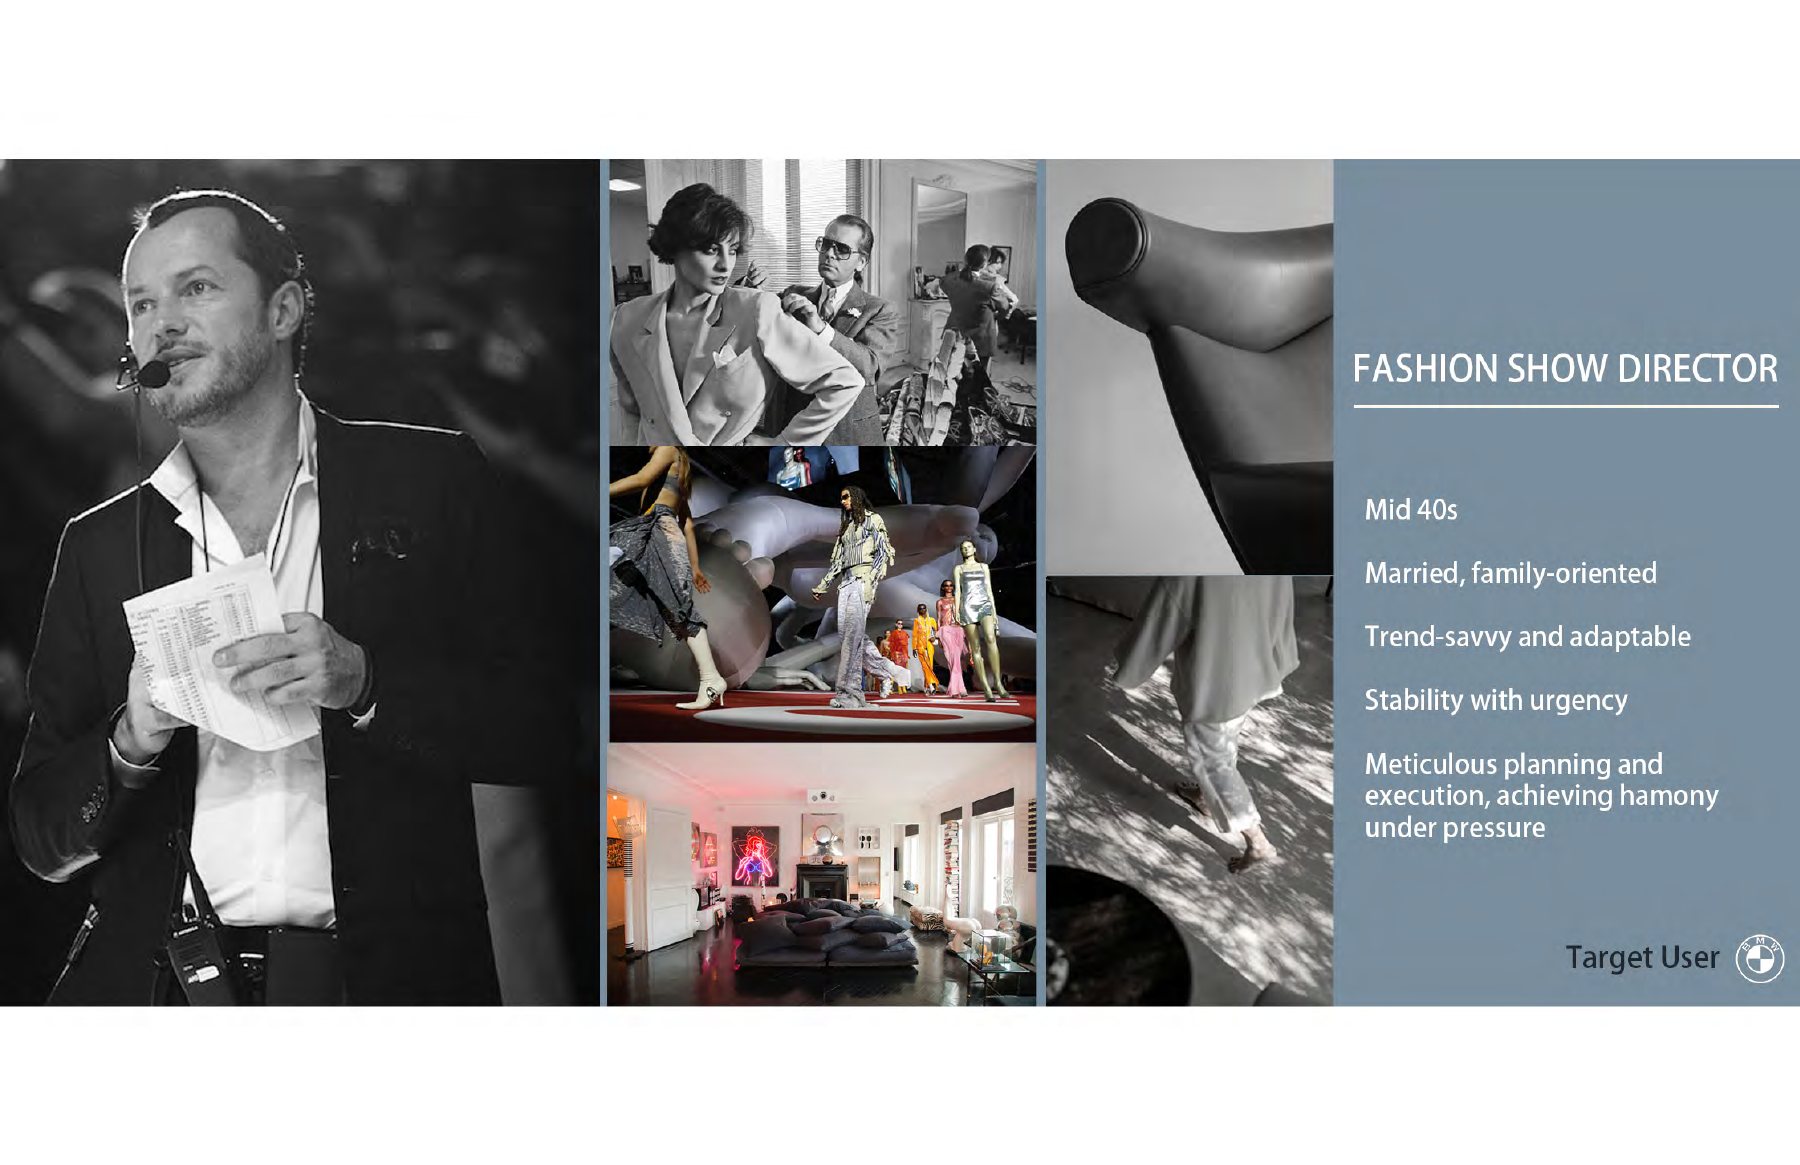 FASHION SHOW DIRECTOR
Mid 40s
Married, family-oriented
Trend-savvy and adaptable
Stability with urgency
Meticulous planning and
execution, achieving hamony
under pressure
Target User
BMW